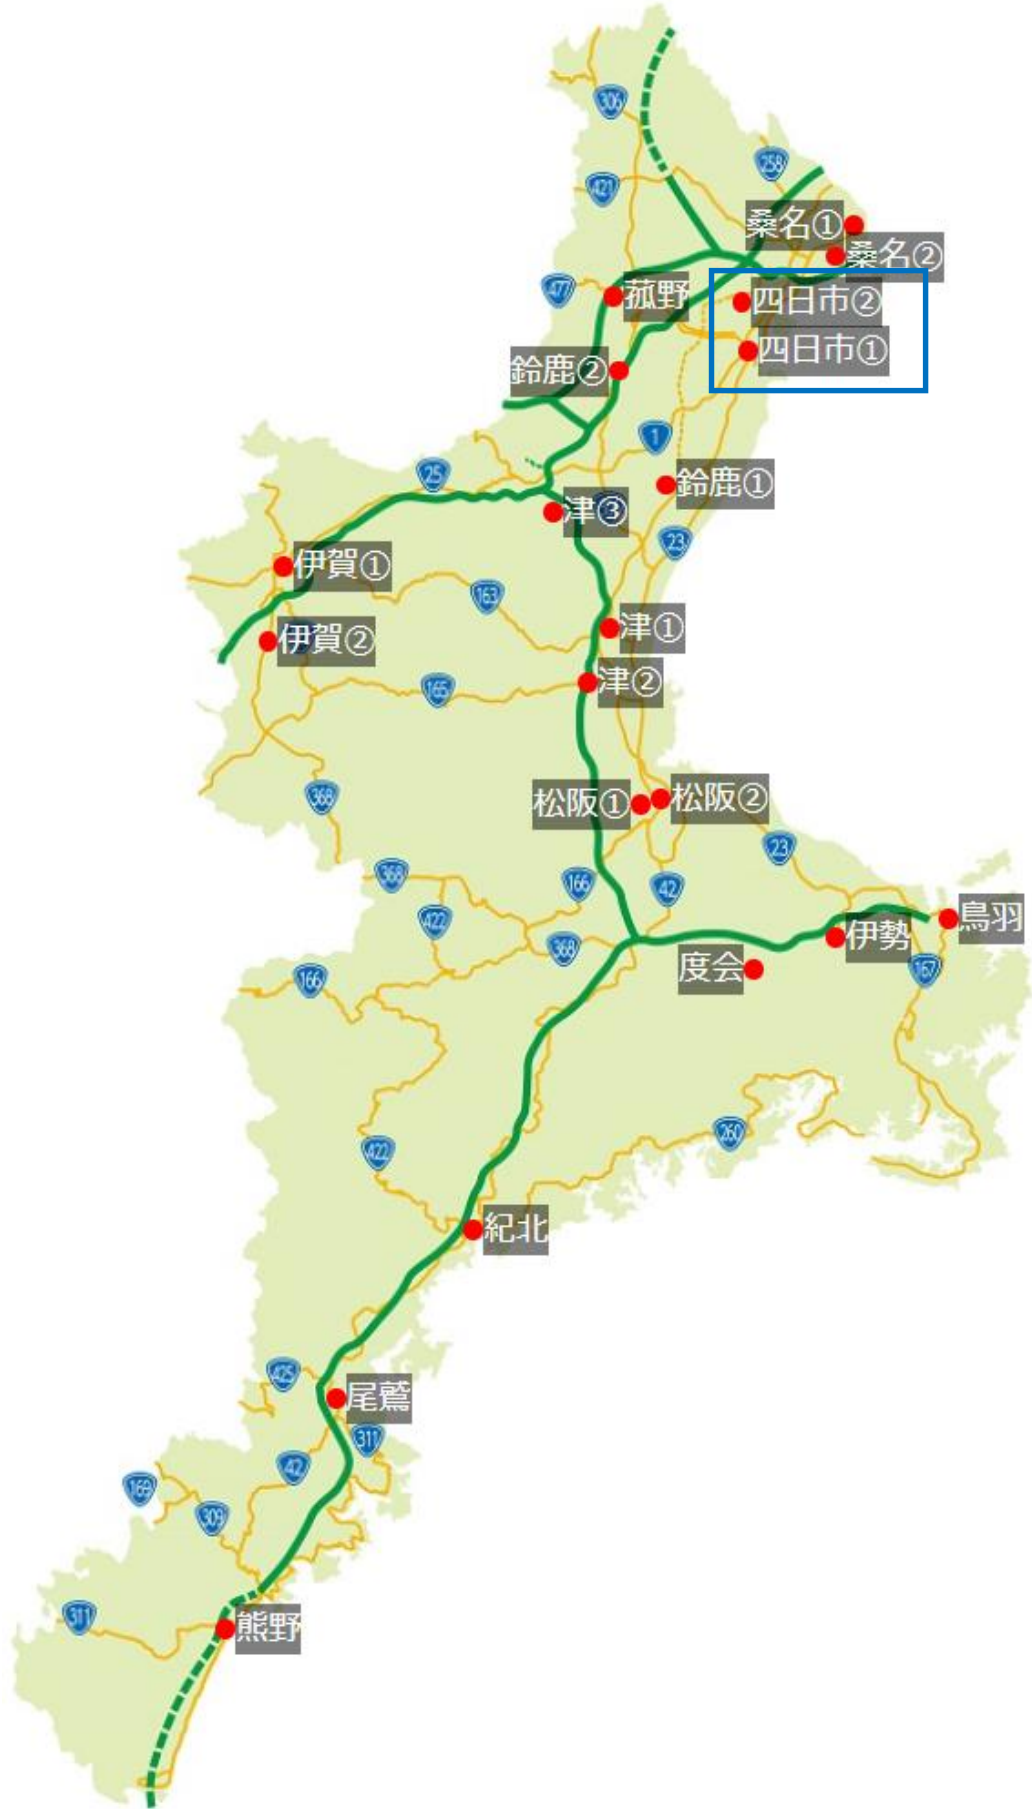 306
258
421
桑名①
桑名②
477
菰野
四日市②
四日市①
鈴鹿②
1
25
鈴鹿①
津③
23
伊賀①
163
津①
伊賀②
津②
165
松阪①
松阪②
368
23
368
166
42
422
鳥羽
伊勢
368
度会
167
166
260
422
紀北
425
尾鷲
311
42
169
309
311
熊野